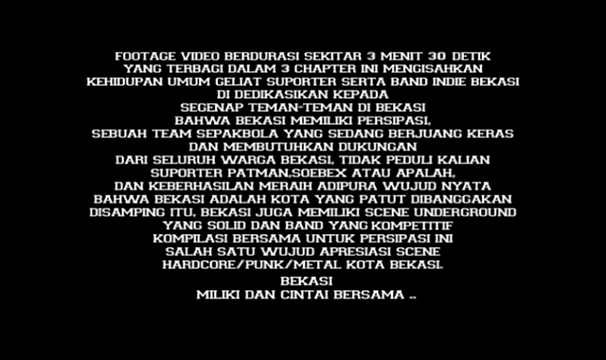 FOOTAGE VIDEO BERDURASI SEKITAR 3 MENIT 30 DETIK
YANG TERBAGI DALAM 3 CHAPTER INI MENGISAHKAN
KEHIDUPAN UMUM GELIAT SUPORTER SERTA BAND INDIE BEKASI
DI DEDIKASIKAN KEPADA
SEGENAP TEMAN-TEMAN DI BEKASI
BAHWA BEKASI MEMILIKI PERSIPASI,
SEBUAH TEAM SEPAKBOLA YANG SEDANG BERJUANG KERAS
DAN MEMBUTUHKAN DUKUNGAN
DARI SELURUH WARGA BEKASI, TIDAK PEDULI KALIAN
SUPORTER PATMAN,SOEBEX ATAU APALAH,
DAN KEBERHASILAN MERAIH ADIPURA WUJUD NYATA
BAHWA BEKASI ADALAH KOTA YANG PATUT DIBANGGAKAN
DISAMPING ITU, BEKASI JUGA MEMILIKI SCENE UNDERGROUND
YANG SOLID DAN BAND YANG KOMPETITIF
KOMPILASI BERSAMA UNTUK PERSIPASI INI
SALAH SATU WUJUD APRESIASI SCENE
HARDCORE/PUNK/METAL KOTA BEKASI.
BEKASI
MILIKI DAN CINTAI BERSAMA ..